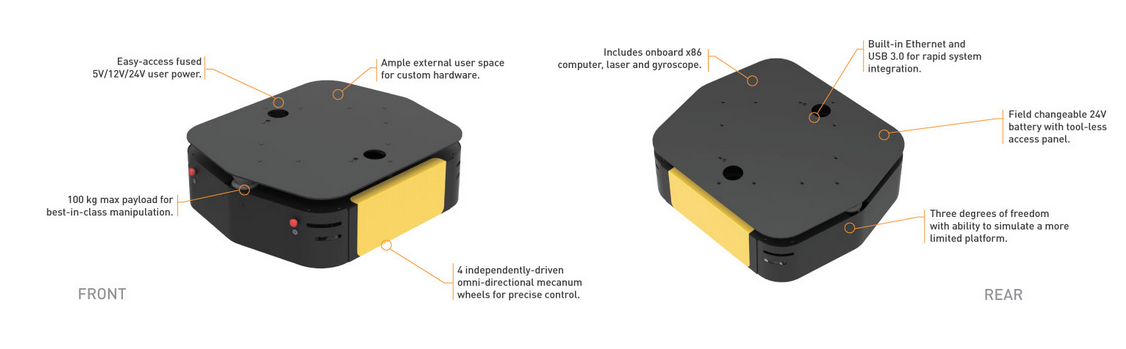 Easy-access fused
5V/12V/24V user power.
Ample external user space
for custom hardware.
100 kg max payload for
best-in-class manipulation.
4 independently-driven
omni-directional mecanum
wheels for precise control.
FRONT
Includes onboard x86
computer, laser and gyroscope.
Built-in Ethernet and
USB 3.0 for rapid system
integration.
Field changeable 24V
battery with tool-less
access panel.
Three degrees of freedom
with ability to simulate a more
limited platform.
REAR